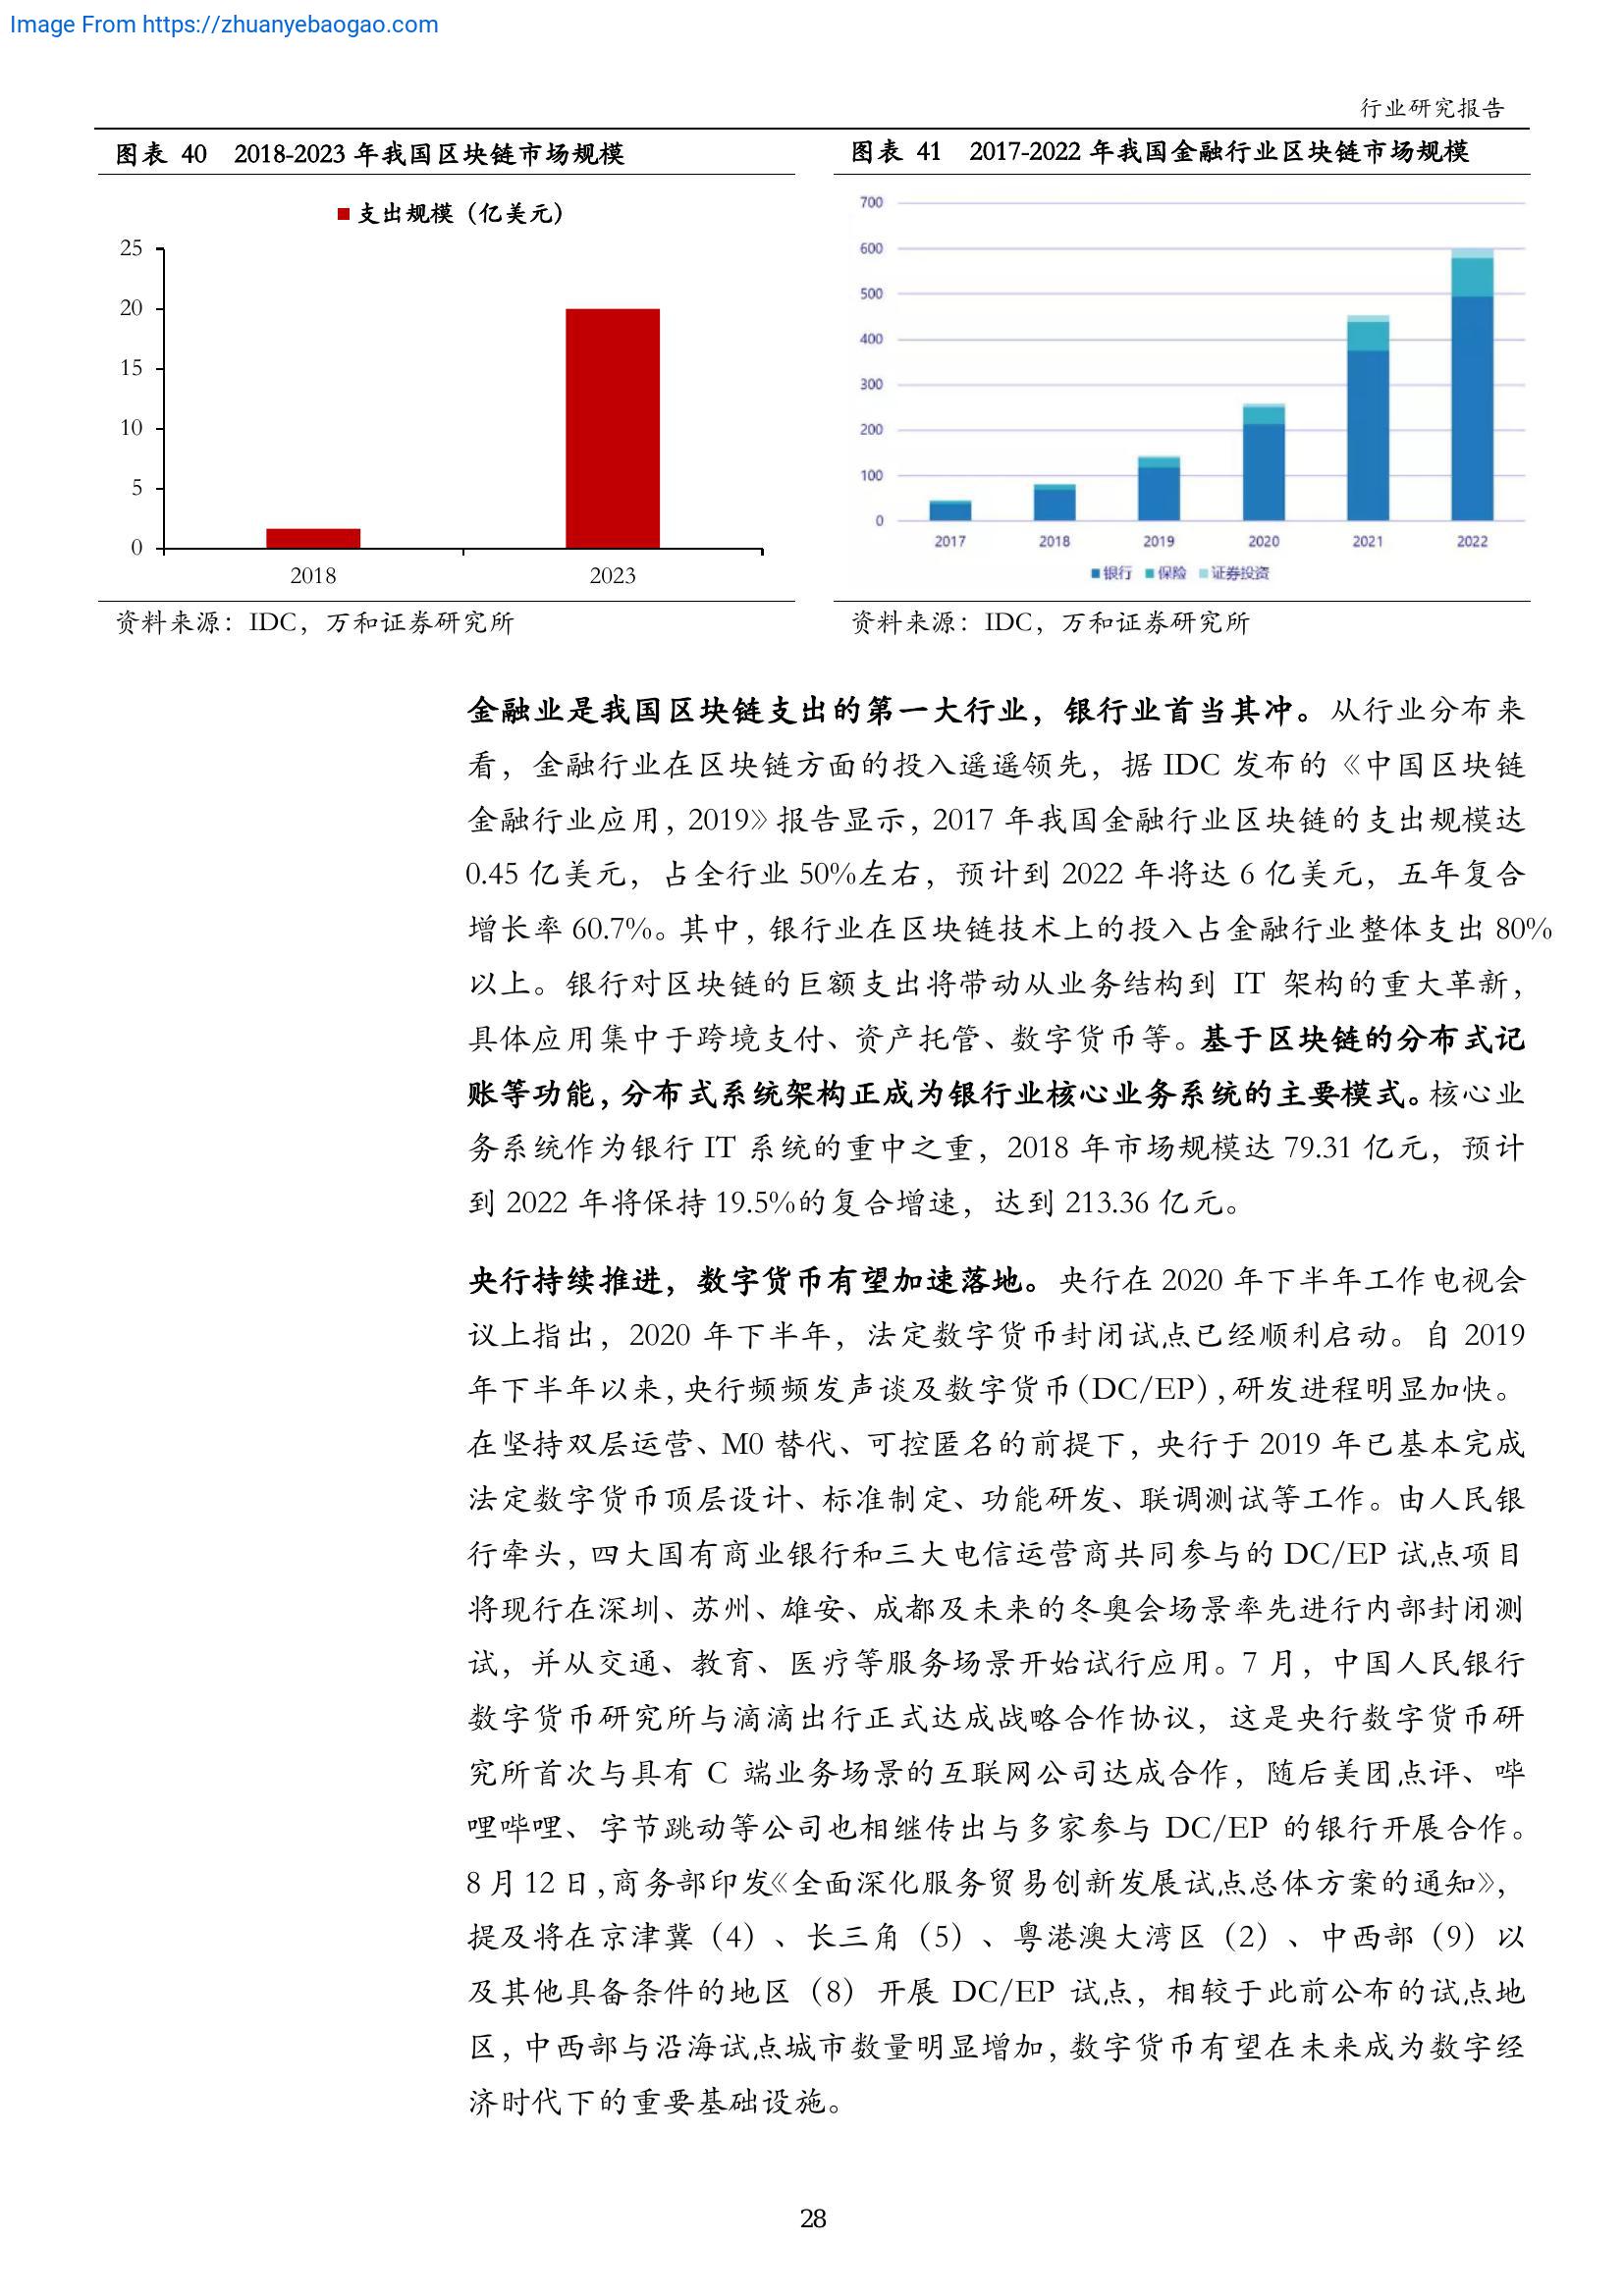 Image From https://zhuanyebaogao.com
行业研究报告
图表 40 2018-2023 年我国区块链市场规模
支出规模（亿美元）
25
20
15
10
5
0
2018
2023
资料来源：IDC，万和证券研究所
图表 41 2017-2022 年我国金融行业区块链市场规模
700
600
500
400
300
200
100
0
2017
2018
2019
2020
2021
2022
银行 保险 证券投资
资料来源：IDC，万和证券研究所
金融业是我国区块链支出的第一大行业，银行业首当其冲。从行业分布来
看，金融行业在区块链方面的投入遥遥领先，据 IDC 发布的《中国区块链
金融行业应用，2019》报告显示，2017 年我国金融行业区块链的支出规模达
0.45 亿美元，占全行业 50%左右，预计到 2022 年将达 6 亿美元，五年复合
增长率 60.7%。其中，银行业在区块链技术上的投入占金融行业整体支出 80%
以上。银行对区块链的巨额支出将带动从业务结构到 IT 架构的重大革新，
具体应用集中于跨境支付、资产托管、数字货币等。基于区块链的分布式记
账等功能，分布式系统架构正成为银行业核心业务系统的主要模式。核心业
务系统作为银行 IT 系统的重中之重，2018 年市场规模达 79.31 亿元，预计
到 2022 年将保持 19.5%的复合增速，达到 213.36 亿元。
央行持续推进，数字货币有望加速落地。央行在 2020 年下半年工作电视会
议上指出，2020 年下半年，法定数字货币封闭试点已经顺利启动。自 2019
年下半年以来，央行频频发声谈及数字货币（DC/EP），研发进程明显加快。
在坚持双层运营、M0 替代、可控匿名的前提下，央行于 2019 年已基本完成
法定数字货币顶层设计、标准制定、功能研发、联调测试等工作。由人民银
行牵头，四大国有商业银行和三大电信运营商共同参与的 DC/EP 试点项目
将现行在深圳、苏州、雄安、成都及未来的冬奥会场景率先进行内部封闭测
试，并从交通、教育、医疗等服务场景开始试行应用。7 月，中国人民银行
数字货币研究所与滴滴出行正式达成战略合作协议，这是央行数字货币研
究所首次与具有 C 端业务场景的互联网公司达成合作，随后美团点评、哔
哩哔哩、字节跳动等公司也相继传出与多家参与 DC/EP 的银行开展合作。
8 月 12 日，商务部印发《全面深化服务贸易创新发展试点总体方案的通知》，
提及将在京津冀（4）、长三角（5）、粤港澳大湾区（2）、中西部（9）以
及其他具备条件的地区（8）开展 DC/EP 试点，相较于此前公布的试点地
区，中西部与沿海试点城市数量明显增加，数字货币有望在未来成为数字经
济时代下的重要基础设施。
28